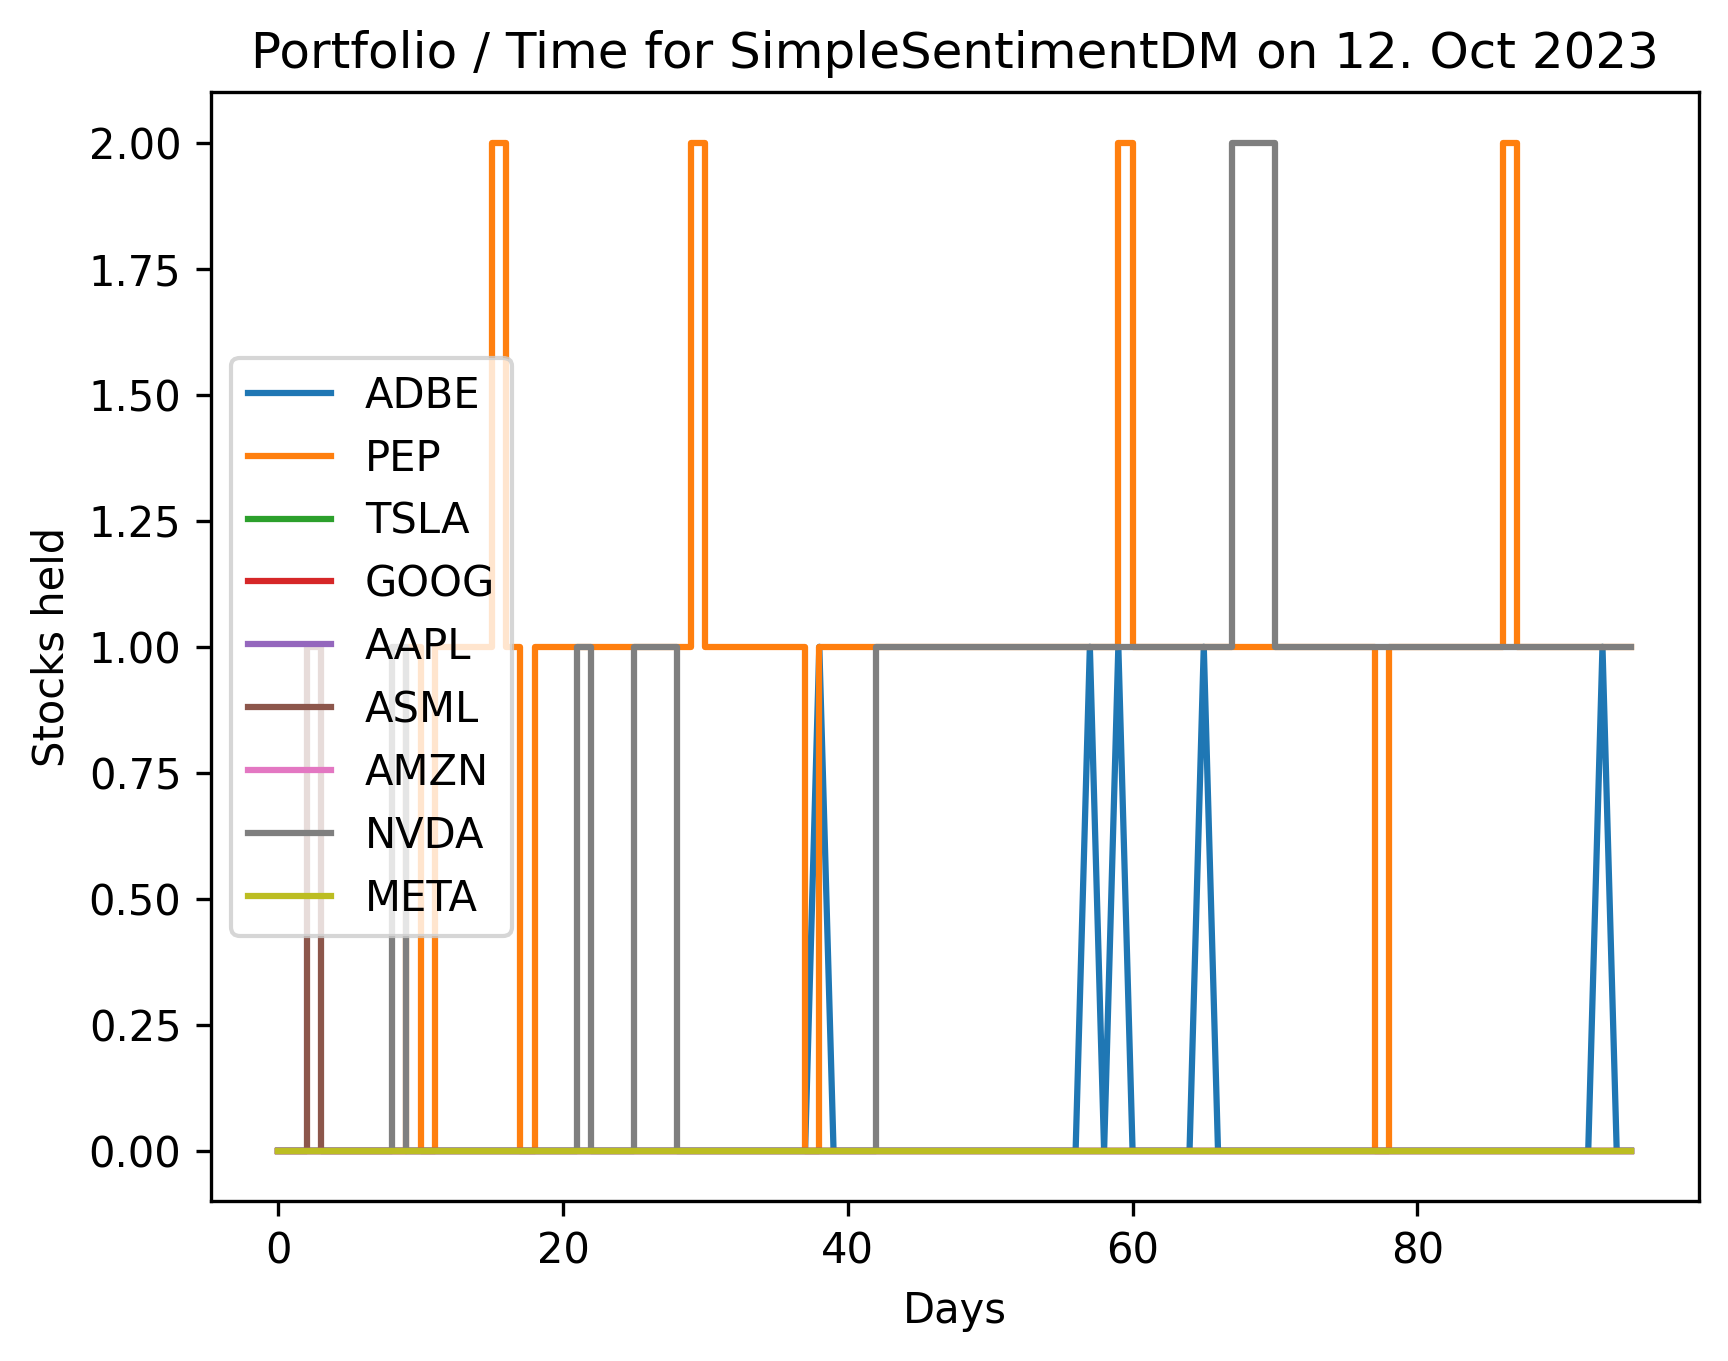 Portfolio / Time for SimpleSentimentDM on 12. Oct 2023
2.00
1.75
1.50
1.25
1.00
0.75
0.50
0.25
0.00
Stocks held
ADBE
PEP
TSLA
GOOG
AAPL
ASML
AMZN
NVDA
META
0 20 40 60 80
Days